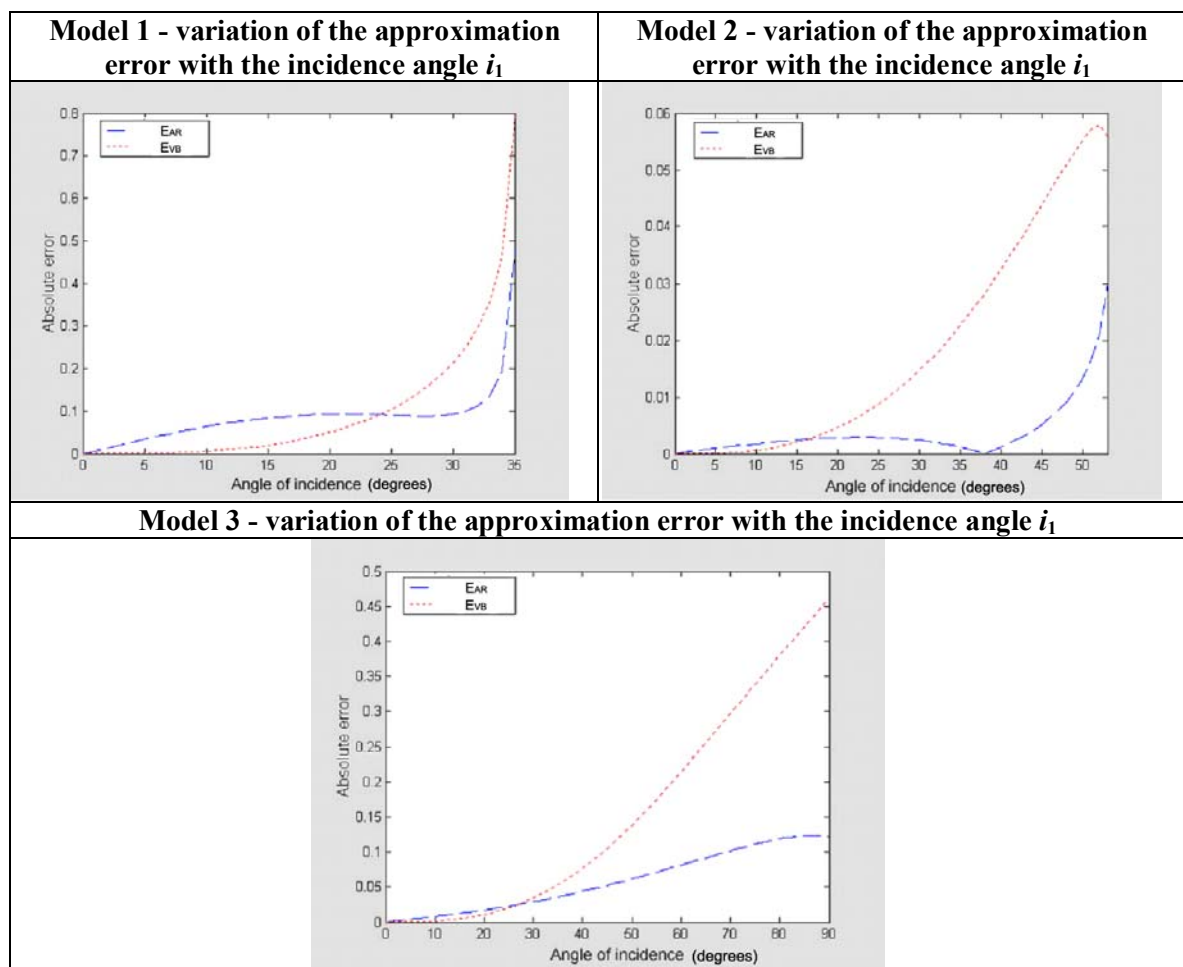 Model 1 - variation of the approximation
error with the incidence angle i₁
Model 2 - variation of the approximation
error with the incidence angle i₁
0.8
0.7
0.6
0.5
0.4
0.3
0.2
0.1
0
Absolute error
EAR
EVB
0 5 10 15 20 25 30 35
Angle of incidence (degrees)
0.06
0.05
0.04
0.03
0.02
0.01
0
Absolute error
EAR
EVB
0 5 10 15 20 25 30 35 40 45 50
Angle of incidence (degrees)
Model 3 - variation of the approximation error with the incidence angle i₁
0.5
0.45
0.4
0.35
0.3
0.25
0.2
0.15
0.1
0.05
0
Absolute error
EAR
EVB
0 10 20 30 40 50 60 70 80 90
Angle of incidence (degrees)